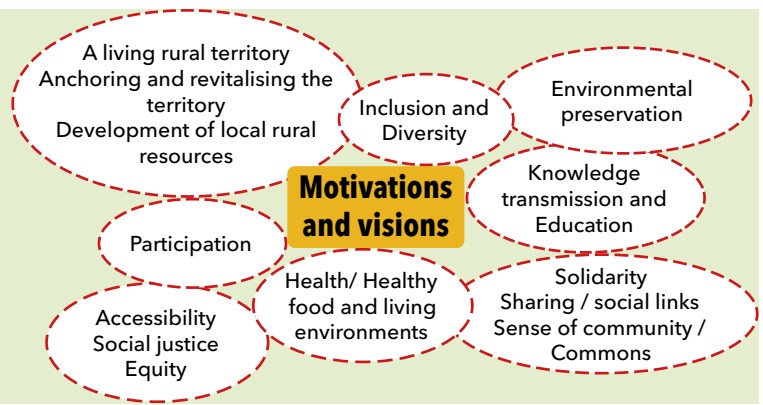 A living rural territory
Anchoring and revitalising the
territory
Development of local rural
resources
Inclusion and
Diversity
Environmental
preservation
Motivations
and visions
Knowledge
transmission and
Education
Participation
Health/ Healthy
food and living
environments
Solidarity
Sharing / social links
Sense of community /
Commons
Accessibility
Social justice
Equity